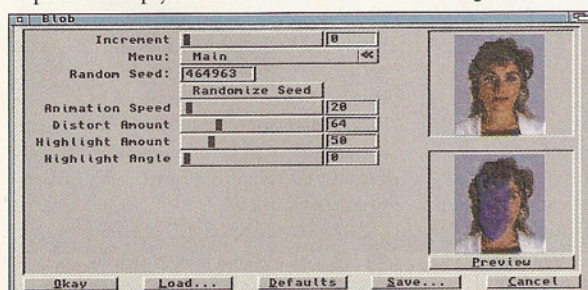 Blob
Increment 0
Menu: Main
Random Seed: 464963
Randomize Seed
Animation Speed 20
Distort Amount 64
Highlight Amount 50
Highlight Angle 0
Preview
Okay Load... Defaults Save... Cancel